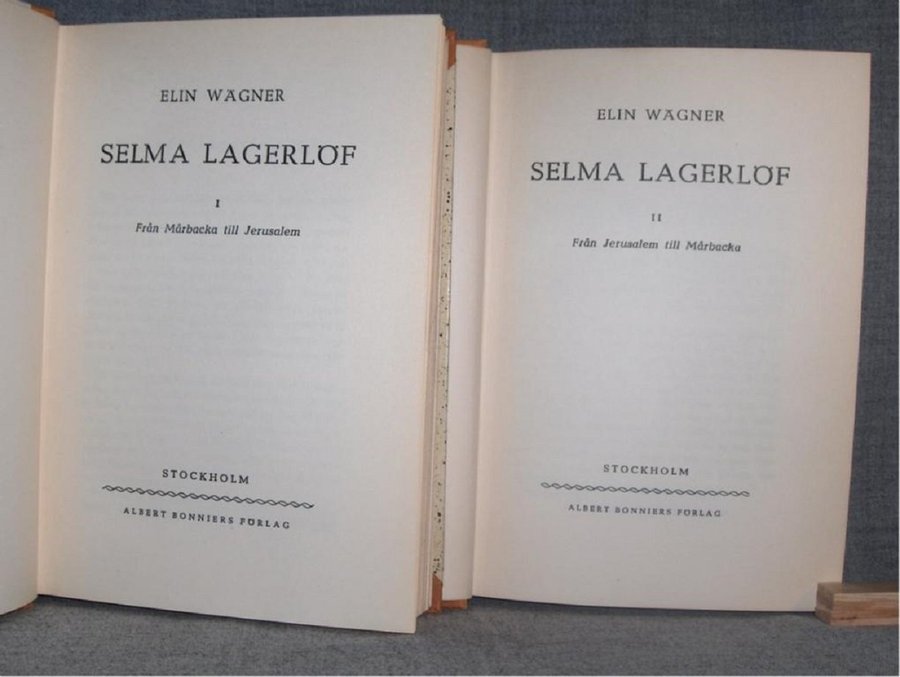 ELIN WÄGNER
SELMA LAGERLÖF
I
Från Mårbacka till Jerusalem
STOCKHOLM
ALBERT BONNIERS FÖRLAG
ELIN WÄGNER
SELMA LAGERLÖF
II
Från Jerusalem till Mårbacka
STOCKHOLM
ALBERT BONNIERS FÖRLAG